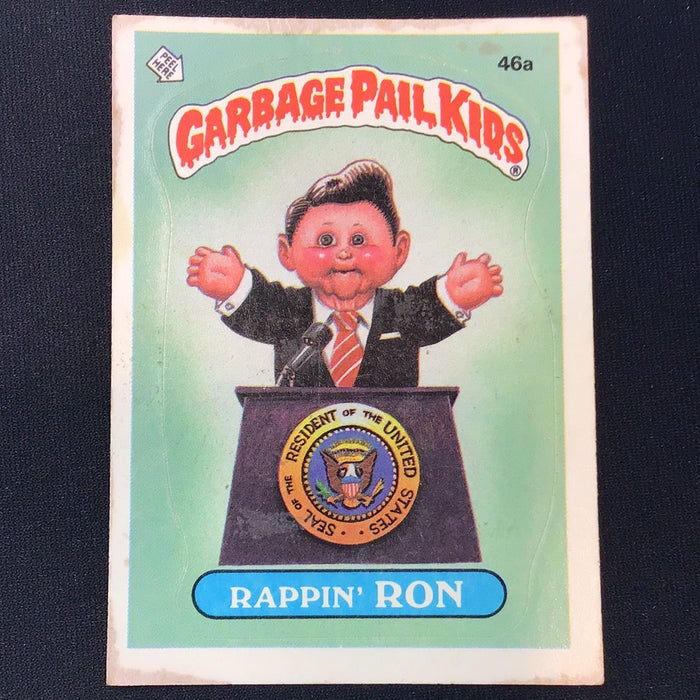 PEEL
HERE
46a
GARBAGE PAIL KIDS
®
SEAL OF THE RESIDENT OF THE UNITED STATES
RAPPIN' RON